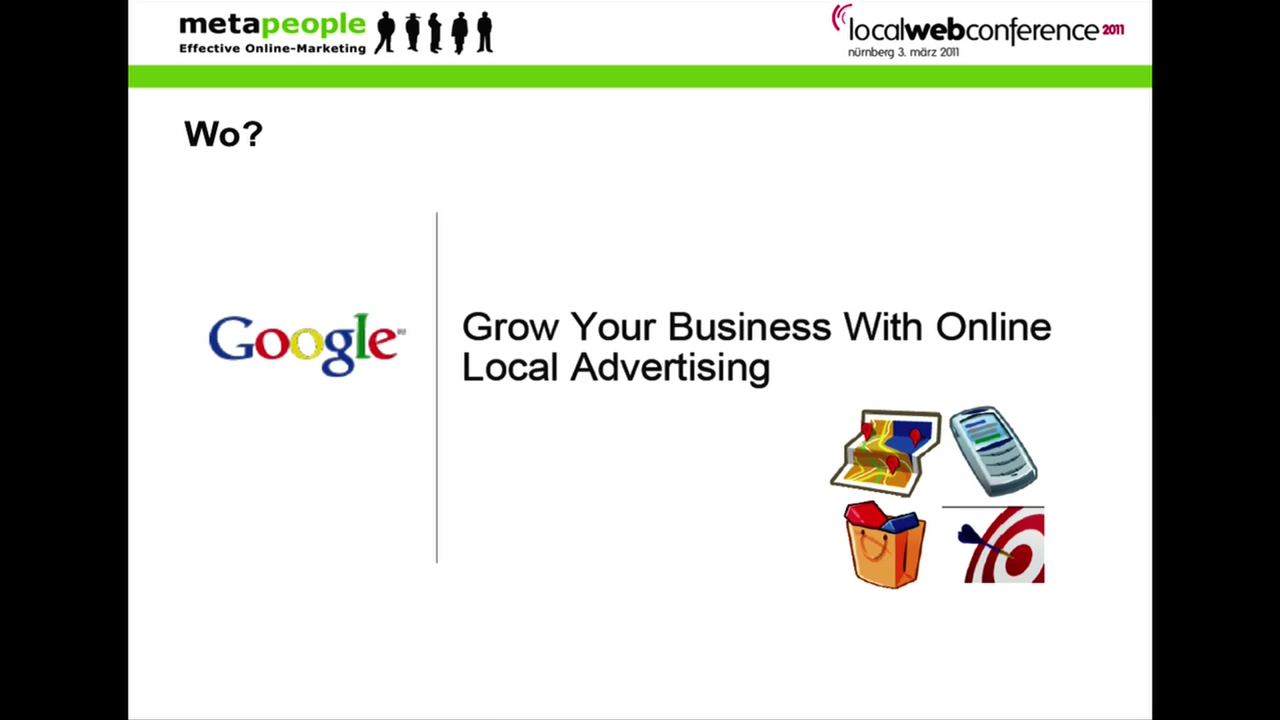 metapeople
Effective Online-Marketing
localwebconference 2011
nürnberg 3. märz 2011
Wo?
Google
Grow Your Business With Online
Local Advertising